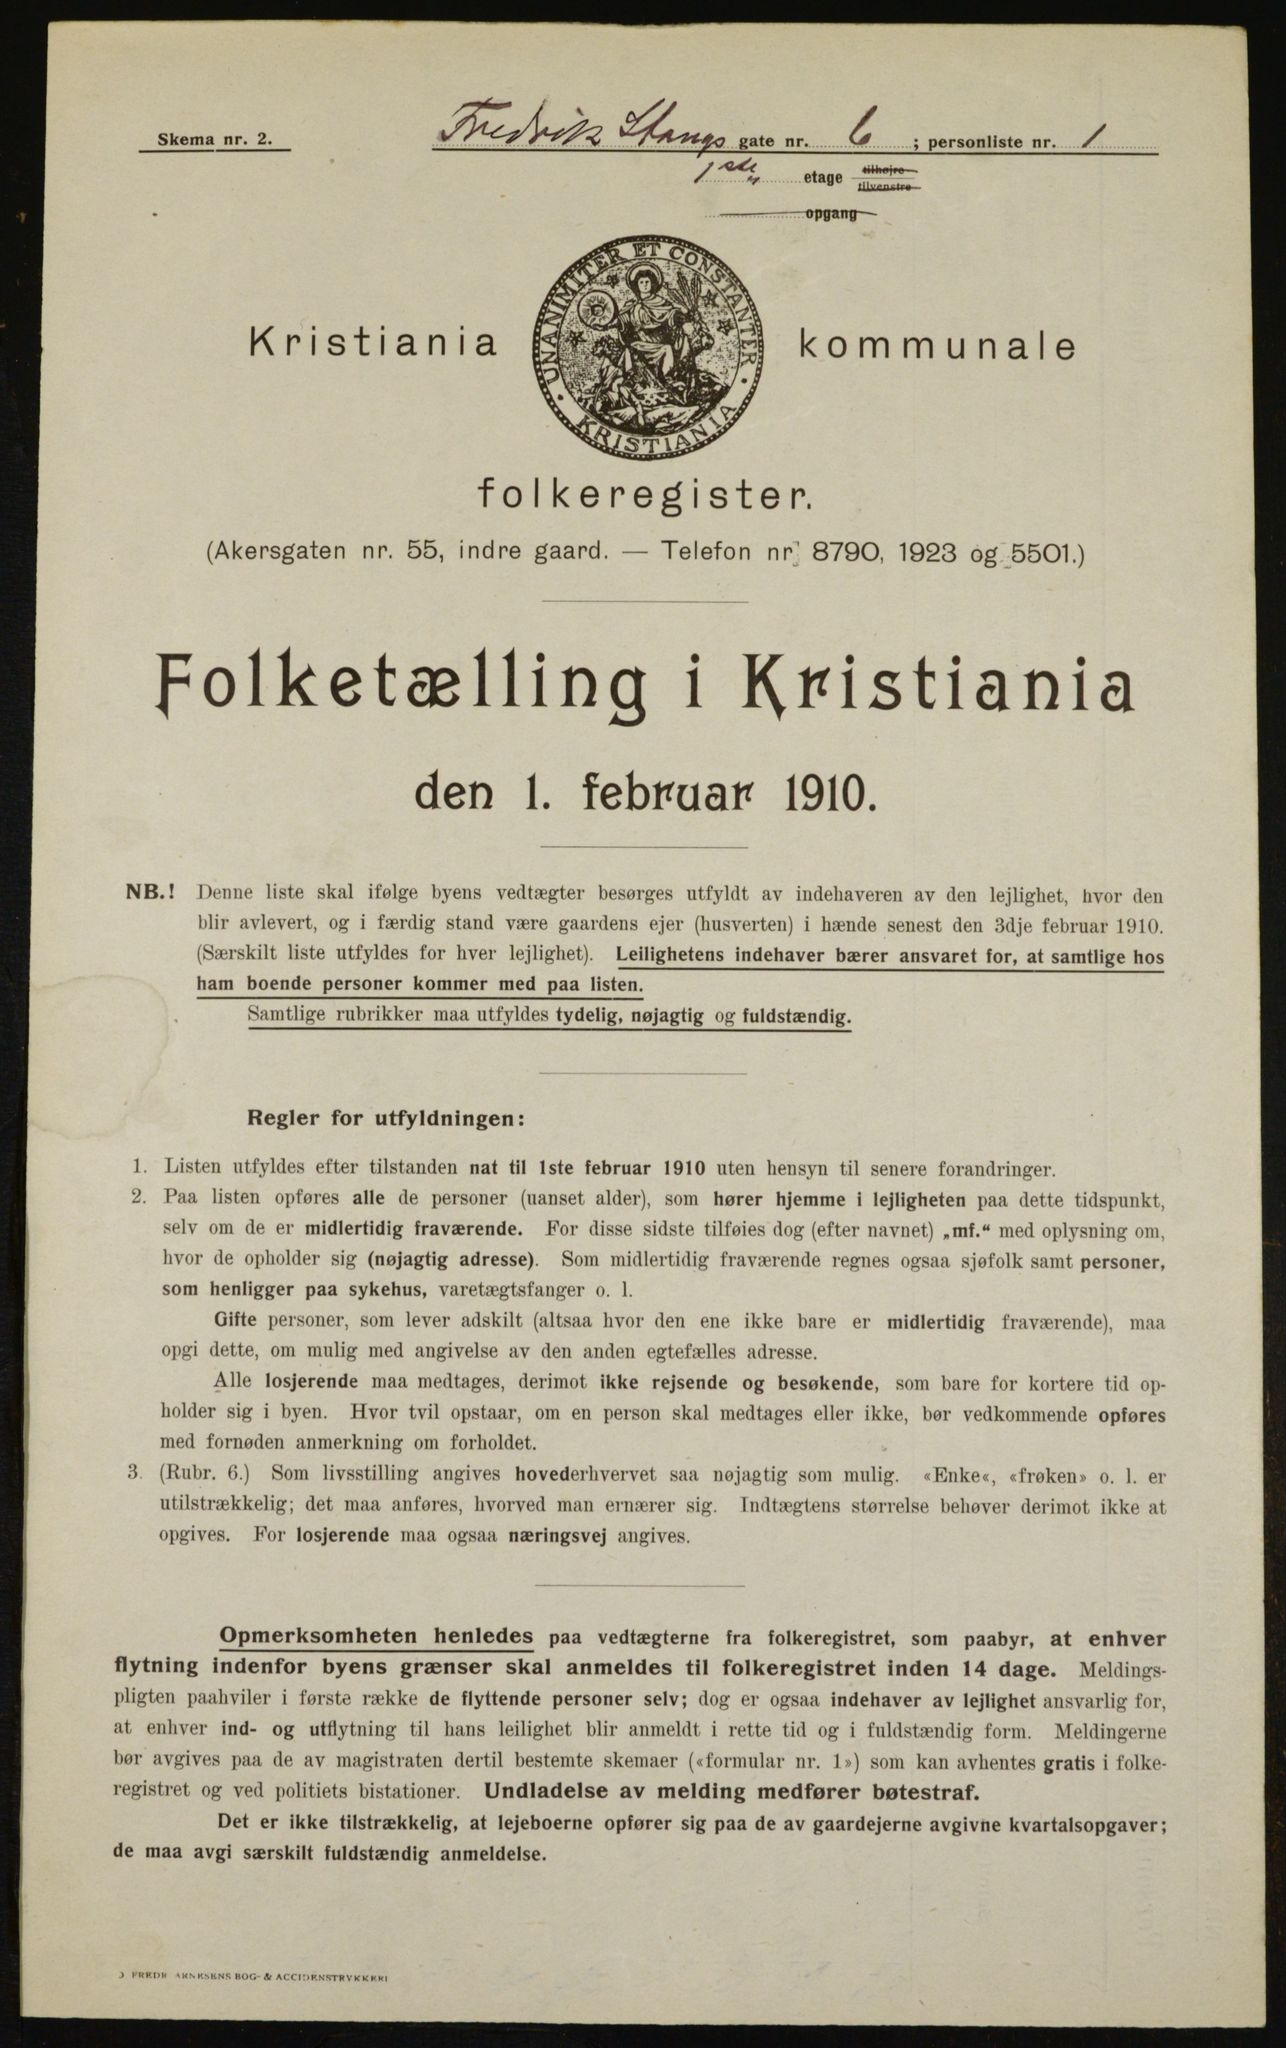 Skema nr. 2.
Fredrik Stangs gate nr. 6 ; personliste nr. 1
1ste etage tilhøjre
tilvenstre
opgang
UNANIMITER ET CONSTANTER
KRISTIANIA
Kristiania kommunale
folkeregister.
(Akersgaten nr. 55, indre gaard. — Telefon nr. 8790, 1923 og 5501.)
Folketælling i Kristiania
den 1. februar 1910.
NB.! Denne liste skal ifølge byens vedtægter besørges utfyldt av indehaveren av den lejlighet, hvor den
blir avlevert, og i færdig stand være gaardens ejer (husverten) i hænde senest den 3dje februar 1910.
(Særskilt liste utfyldes for hver lejlighet). Leilighetens indehaver bærer ansvaret for, at samtlige hos
ham boende personer kommer med paa listen.
Samtlige rubrikker maa utfyldes tydelig, nøjagtig og fuldstændig.
Regler for utfyldningen:
1. Listen utfyldes efter tilstanden nat til 1ste februar 1910 uten hensyn til senere forandringer.
2. Paa listen opføres alle de personer (uanset alder), som hører hjemme i lejligheten paa dette tidspunkt,
selv om de er midlertidig fraværende. For disse sidste tilføies dog (efter navnet) „mf.“ med oplysning om,
hvor de opholder sig (nøjagtig adresse). Som midlertidig fraværende regnes ogsaa sjøfolk samt personer,
som henligger paa sykehus, varetægtsfanger o. l.
Gifte personer, som lever adskilt (altsaa hvor den ene ikke bare er midlertidig fraværende), maa
opgi dette, om mulig med angivelse av den anden egtefælles adresse.
Alle losjerende maa medtages, derimot ikke rejsende og besøkende, som bare for kortere tid op-
holder sig i byen. Hvor tvil opstaar, om en person skal medtages eller ikke, bør vedkommende opføres
med fornøden anmerkning om forholdet.
3. (Rubr. 6.) Som livsstilling angives hovederhvervet saa nøjagtig som mulig. «Enke«, «frøken» o. l. er
utilstrækkelig; det maa anføres, hvorved man ernærer sig. Indtægtens størrelse behøver derimot ikke at
opgives. For losjerende maa ogsaa næringsvej angives.
Opmerksomheten henledes paa vedtægterne fra folkeregistret, som paabyr, at enhver
flytning indenfor byens grænser skal anmeldes til folkeregistret inden 14 dage. Meldings-
pligten paahviler i første række de flyttende personer selv; dog er ogsaa indehaver av lejlighet ansvarlig for,
at enhver ind- og utflytning til hans leilighet blir anmeldt i rette tid og i fuldstændig form. Meldingerne
bør avgives paa de av magistraten dertil bestemte skemaer («formular nr. 1») som kan avhentes gratis i folke-
registret og ved politiets bistationer. Undladelse av melding medfører bøtestraf.
Det er ikke tilstrækkelig, at lejeboerne opfører sig paa de av gaardejerne avgivne kvartalsopgaver;
de maa avgi særskilt fuldstændig anmeldelse.
FREDR ARNESENS BOG- & ACCIDENSTRYKKERI